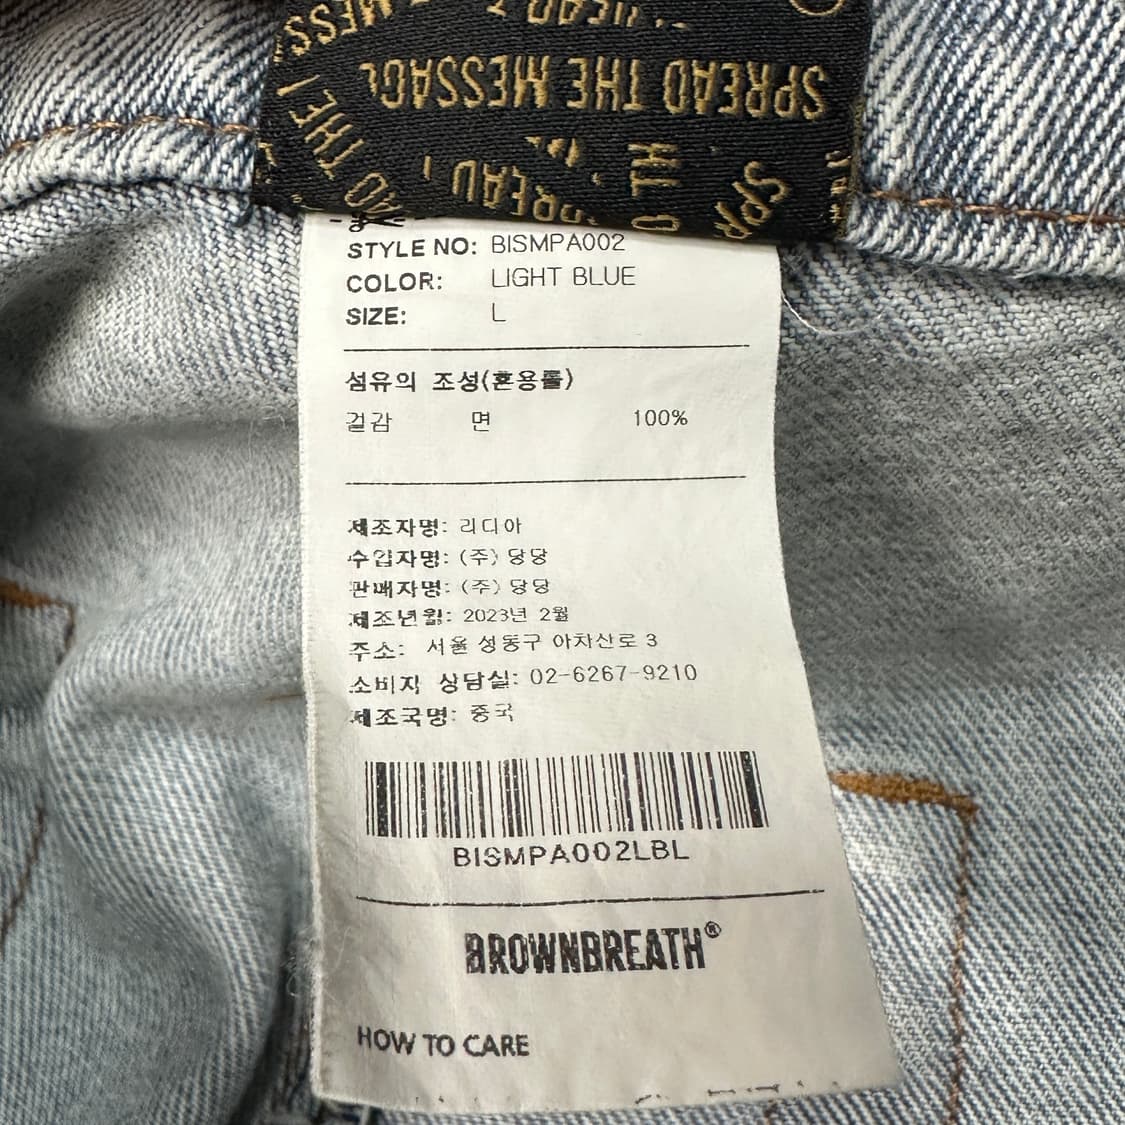 SPREAD THE MESSAGE
STYLE NO: BISMPA002
COLOR: LIGHT BLUE
SIZE: L
섬유의 조성(혼용률)
겉감 면 100%
제조자명: 리디아
수입자명: (주) 당당
판매자명: (주) 당당
제조년월: 2023년 2월
주소: 서울 성동구 아차산로 3
소비자 상담실: 02-6267-9210
제조국명: 중국
BISMPA002LBL
BROWNBREATH®
HOW TO CARE